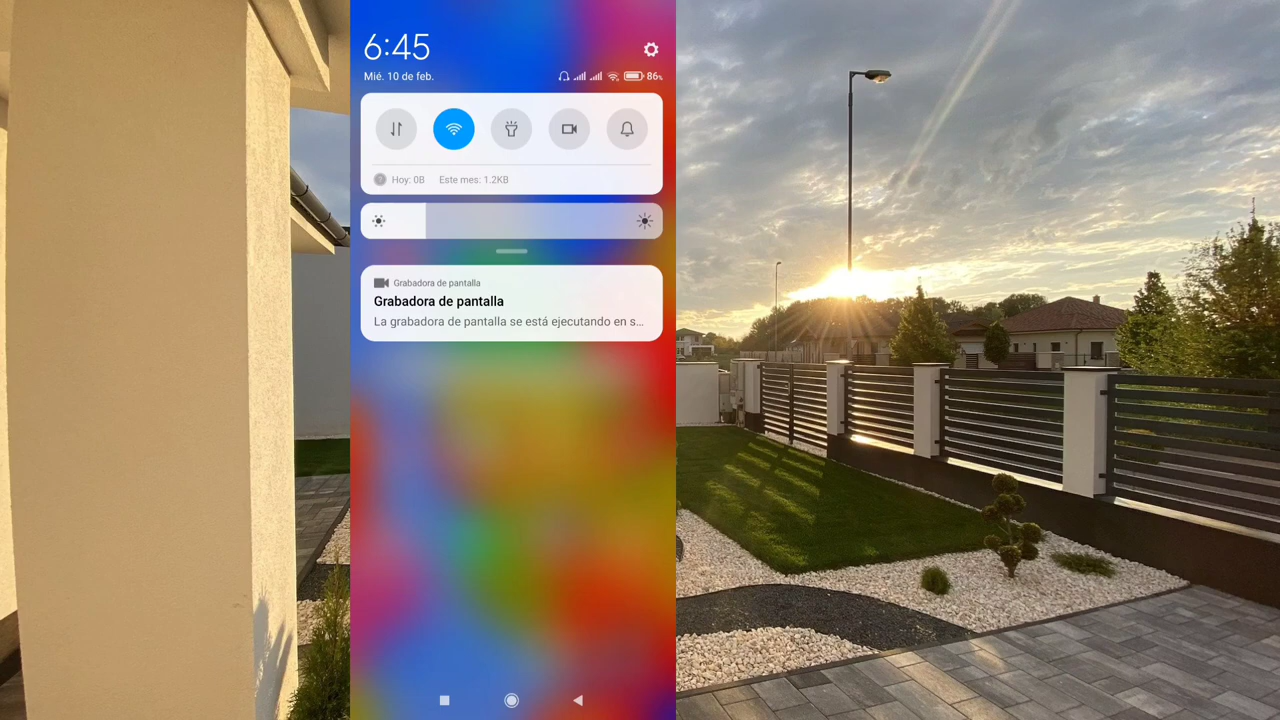 6:45
Mié. 10 de feb.
86%
Hoy: 0B Este mes: 1.2KB
Grabadora de pantalla
Grabadora de pantalla
La grabadora de pantalla se está ejecutando en s...